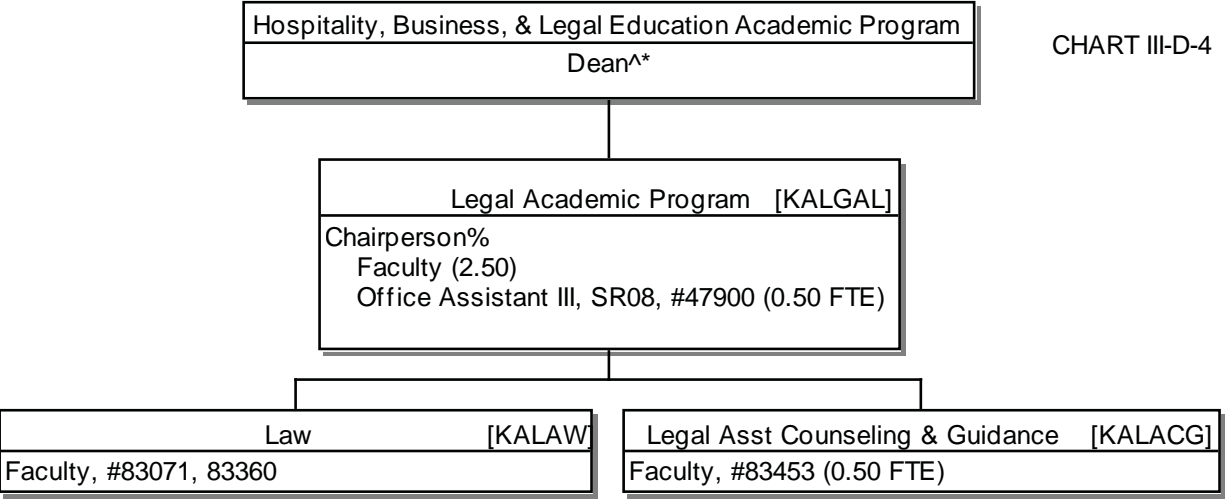 Hospitality, Business, & Legal Education Academic Program
Dean^*
CHART III-D-4
Legal Academic Program [KALGAL]
Chairperson%
Faculty (2.50)
Office Assistant III, SR08, #47900 (0.50 FTE)
Law [KALAW]
Faculty, #83071, 83360
Legal Asst Counseling & Guidance [KALACG]
Faculty, #83453 (0.50 FTE)